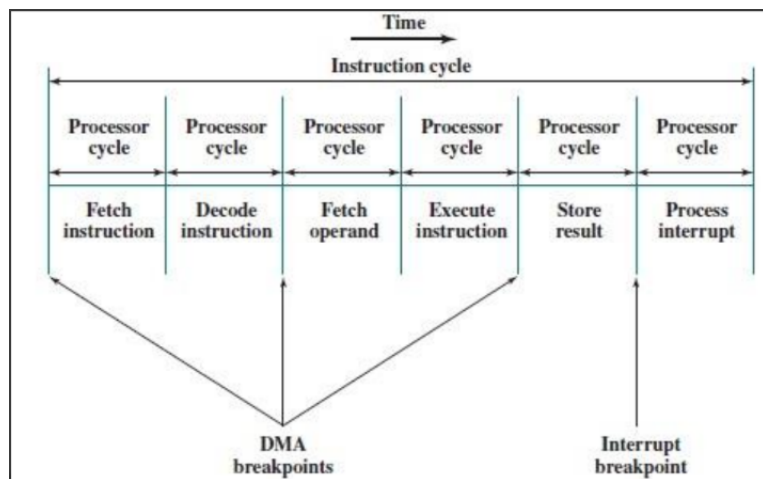 Time
Instruction cycle
Processor Processor Processor Processor Processor Processor
cycle cycle cycle cycle cycle cycle
Fetch Decode Fetch Execute Store Process
instruction instruction operand instruction result interrupt
DMA Interrupt
breakpoints breakpoint